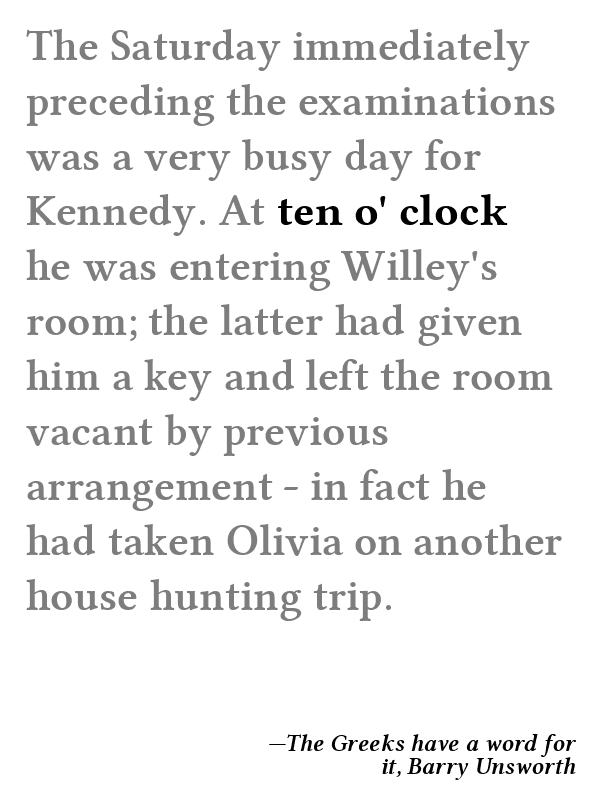 The Saturday immediately
preceding the examinations
was a very busy day for
Kennedy. At ten o' clock
he was entering Willey's
room; the latter had given
him a key and left the room
vacant by previous
arrangement - in fact he
had taken Olivia on another
house hunting trip.
—The Greeks have a word for
it, Barry Unsworth